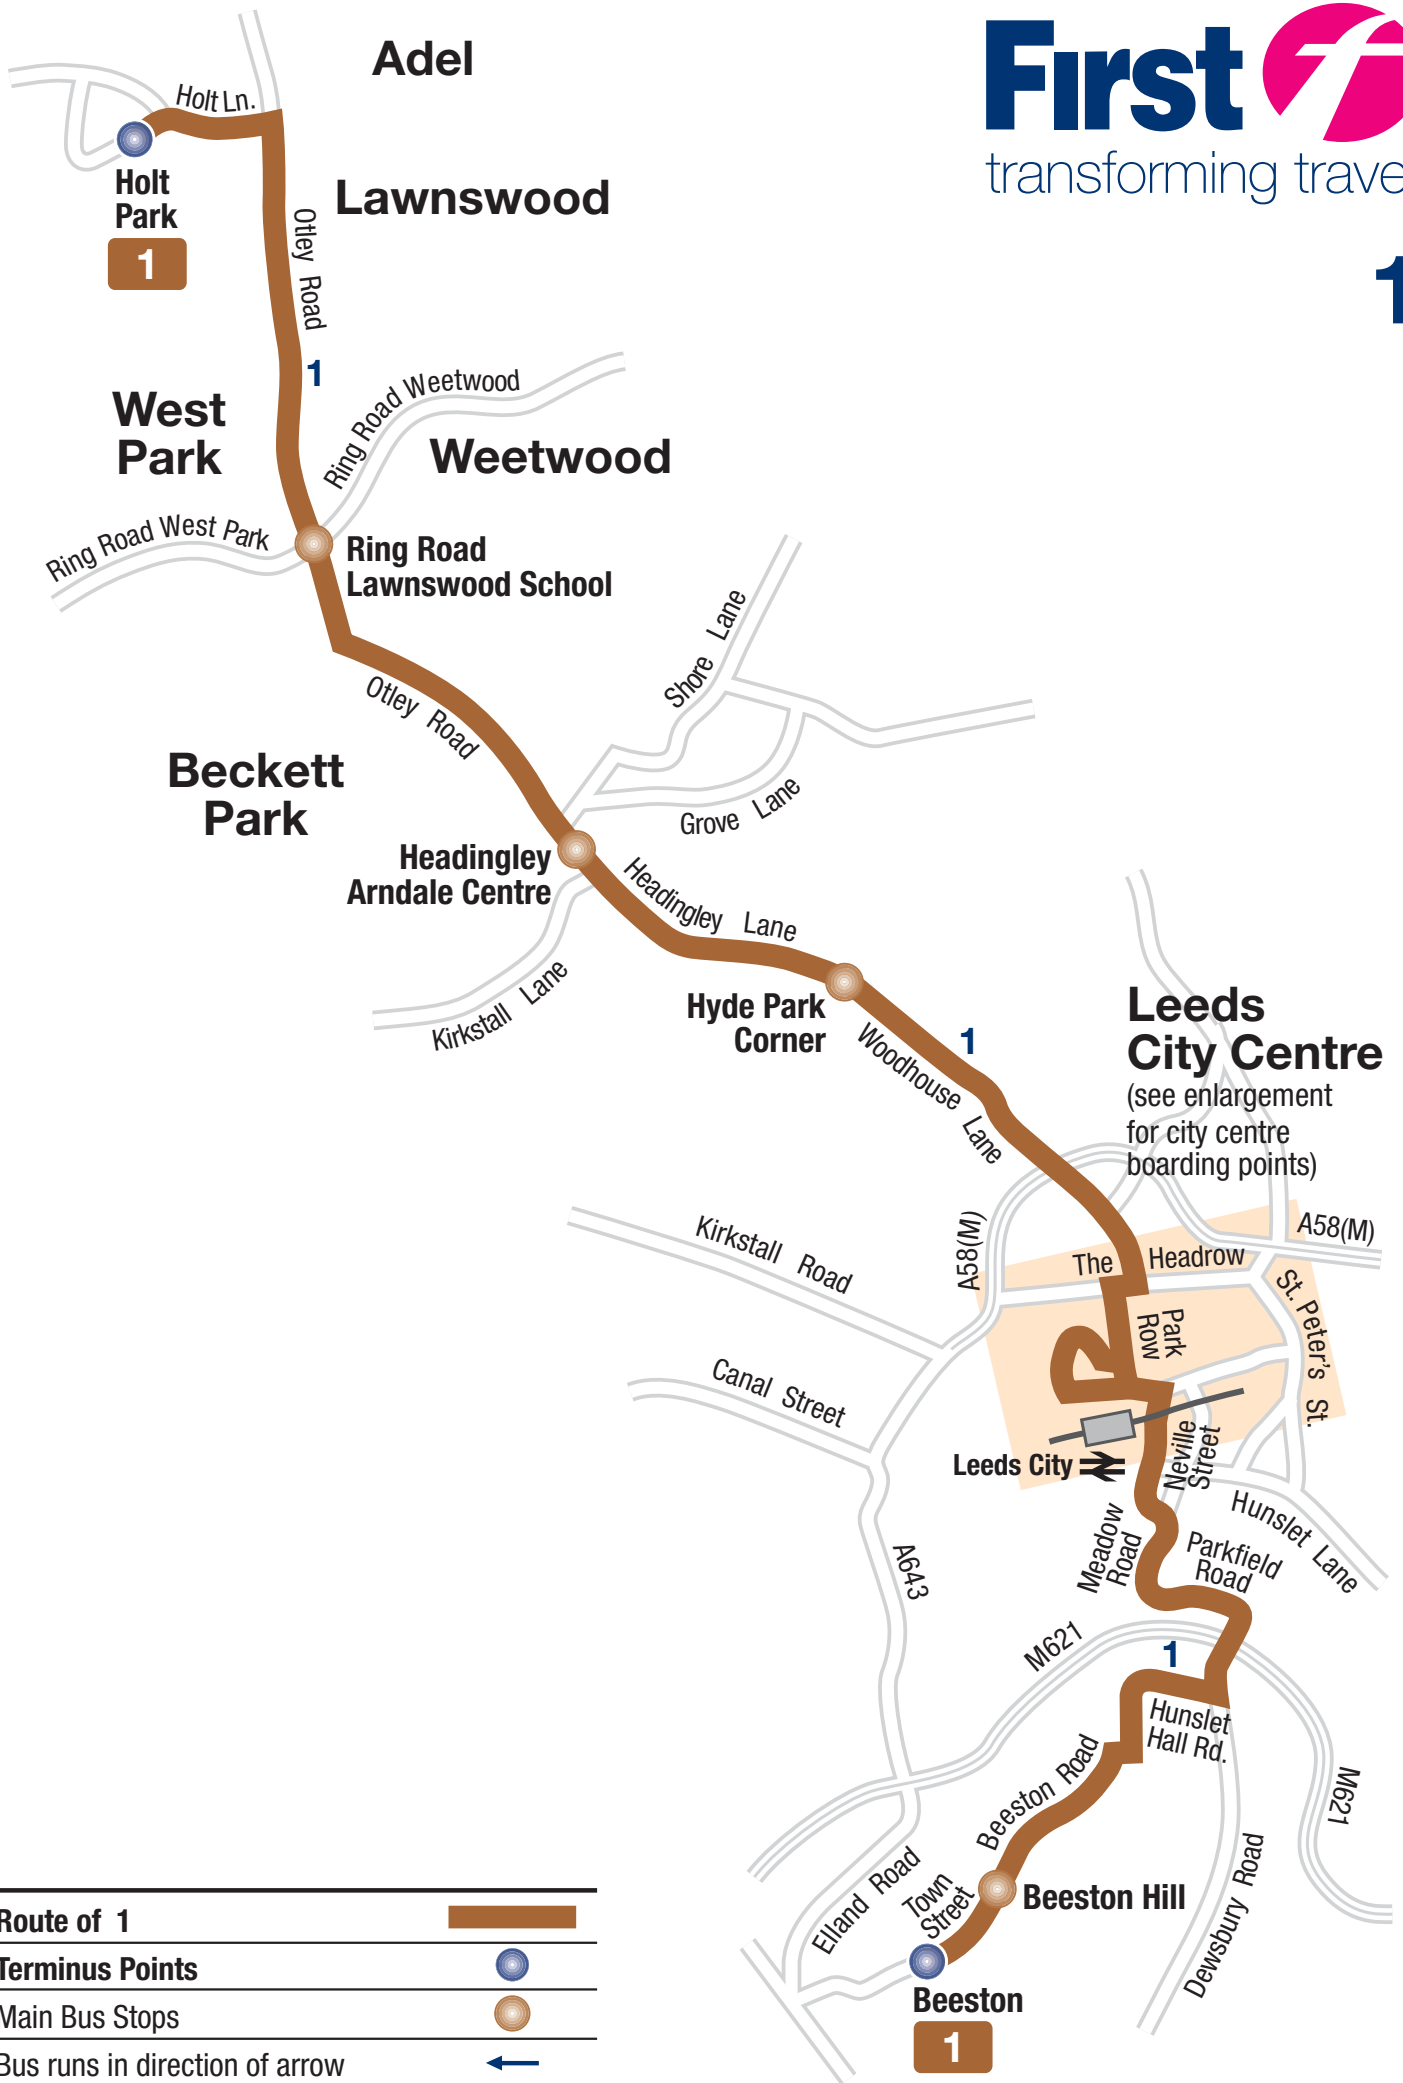 Adel
First
transforming trave
Holt Ln.
Holt
Park
1
Lawnswood
Otley Road
1
1
West
Park
Ring Road Weetwood
Weetwood
Ring Road West Park
Ring Road
Lawnswood School
Shore Lane
Otley Road
Beckett
Park
Grove Lane
Headingley
Arndale Centre
Headingley Lane
Kirkstall Lane
Hyde Park
Corner
Woodhouse Lane
1
Leeds
City Centre
(see enlargement
for city centre
boarding points)
A58(M)
A58(M)
Kirkstall Road
The Headrow
St. Peter's St.
Park
Row
Canal Street
Leeds City
Neville
Street
Hunslet Lane
Meadow
Road
Parkfield
Road
A643
M621
1
Hunslet
Hall Rd.
Beeston Road
M621
Elland Road
Town
Street
Beeston Hill
Dewsbury Road
Beeston
1
Route of 1
Terminus Points
Main Bus Stops
Bus runs in direction of arrow